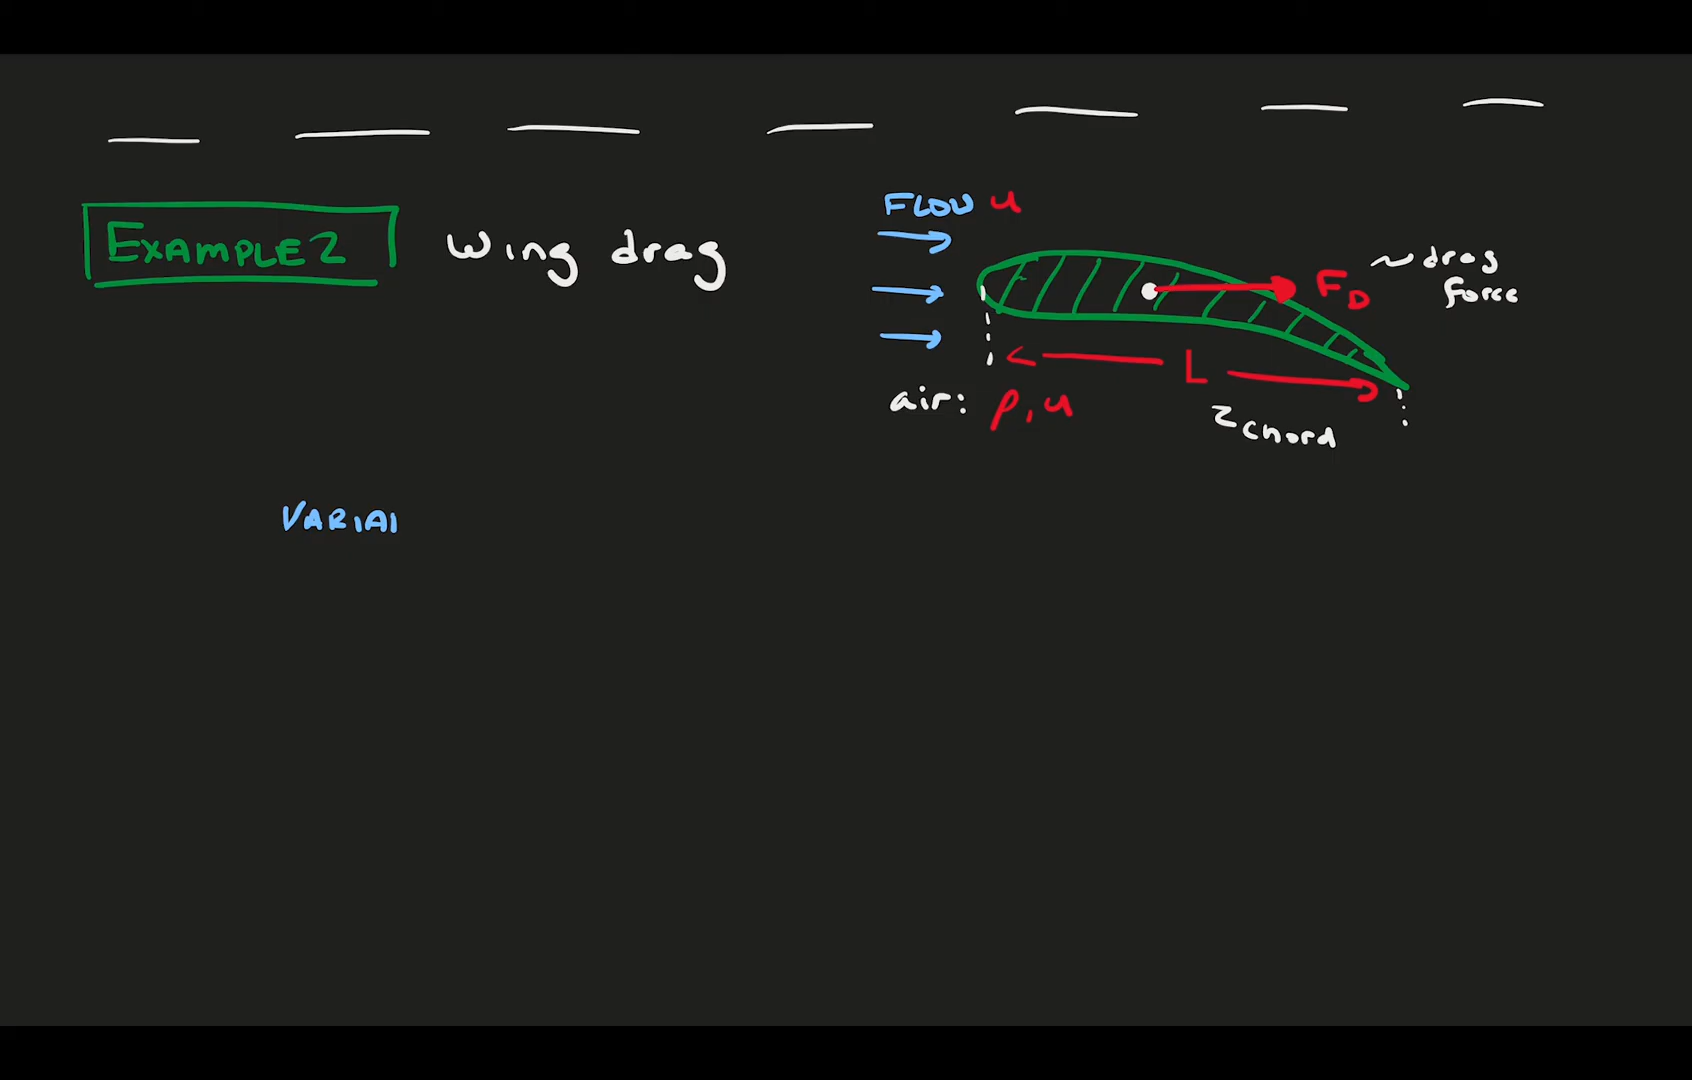 EXAMPLE 2
Wing drag
FLOW u
F_D
~drag
force
L
air: ρ, u
chord
VARIAI